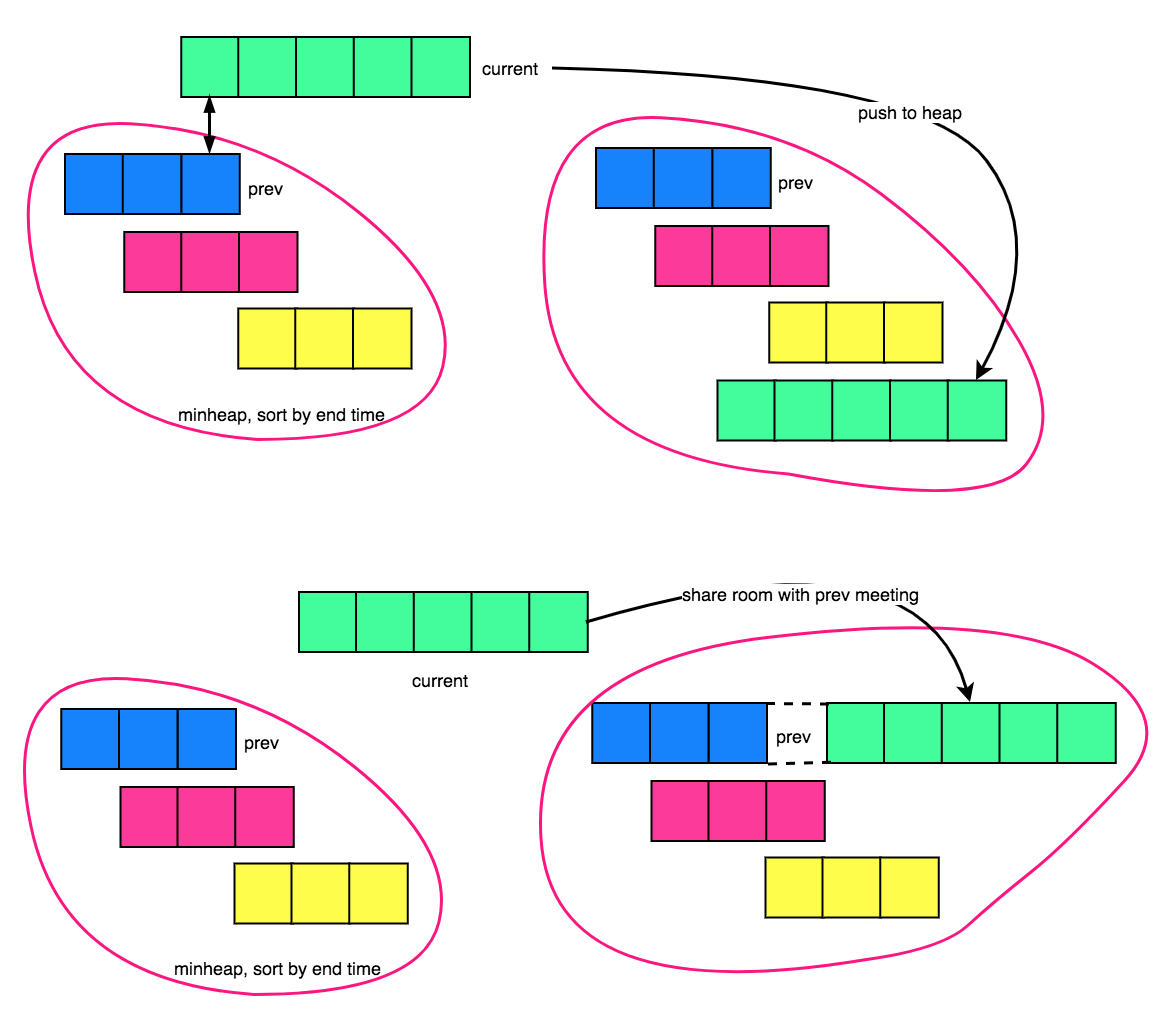 current
push to heap
prev
prev
minheap, sort by end time
share room with prev meeting
current
prev
prev
minheap, sort by end time